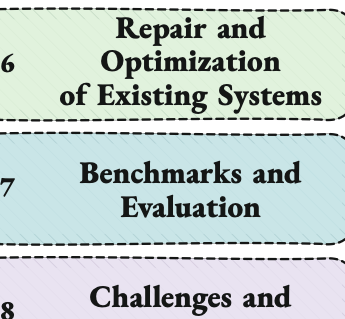 Repair and
6 Optimization
of Existing Systems
Benchmarks and
7
Evaluation
Challenges and
8